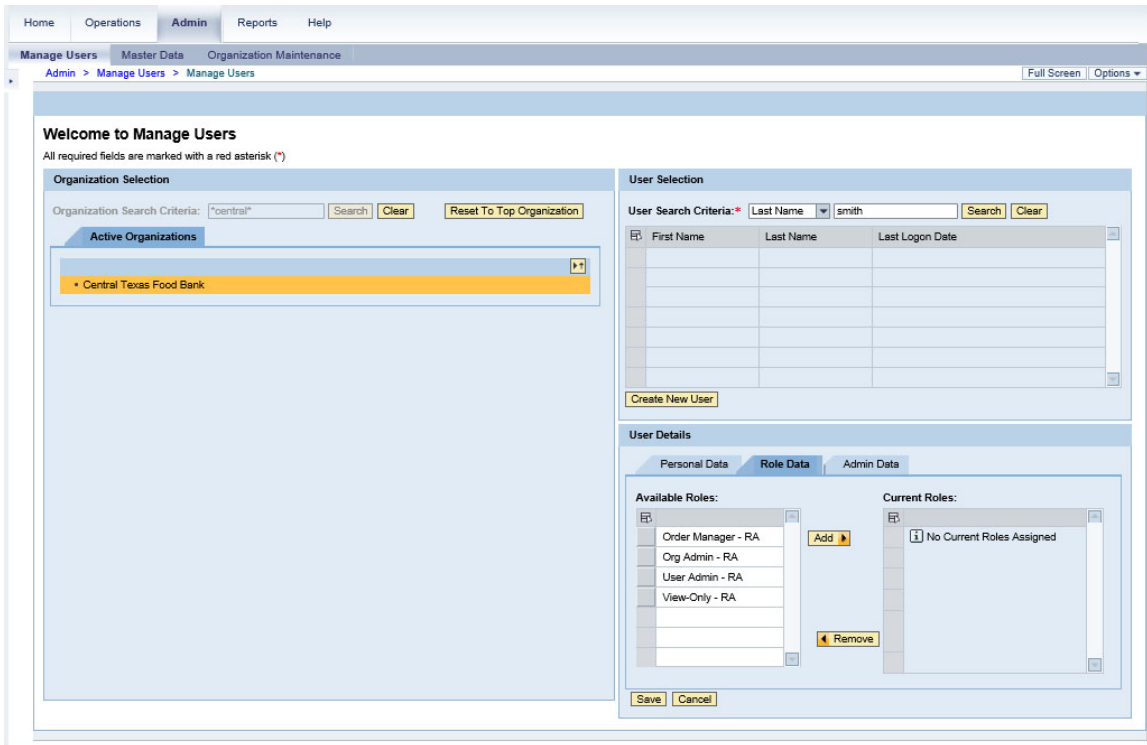 Home Operations Admin Reports Help
Manage Users Master Data Organization Maintenance
Admin > Manage Users > Manage Users
Full Screen Options
Welcome to Manage Users
All required fields are marked with a red asterisk (*)
Organization Selection
Organization Search Criteria: *central* Search Clear Reset To Top Organization
Active Organizations
Central Texas Food Bank
User Selection
User Search Criteria:* Last Name smith Search Clear
First Name Last Name Last Logon Date
Create New User
User Details
Personal Data Role Data Admin Data
Available Roles: Current Roles:
Order Manager - RA Add No Current Roles Assigned
Org Admin - RA
User Admin - RA
View-Only - RA
Remove
Save Cancel